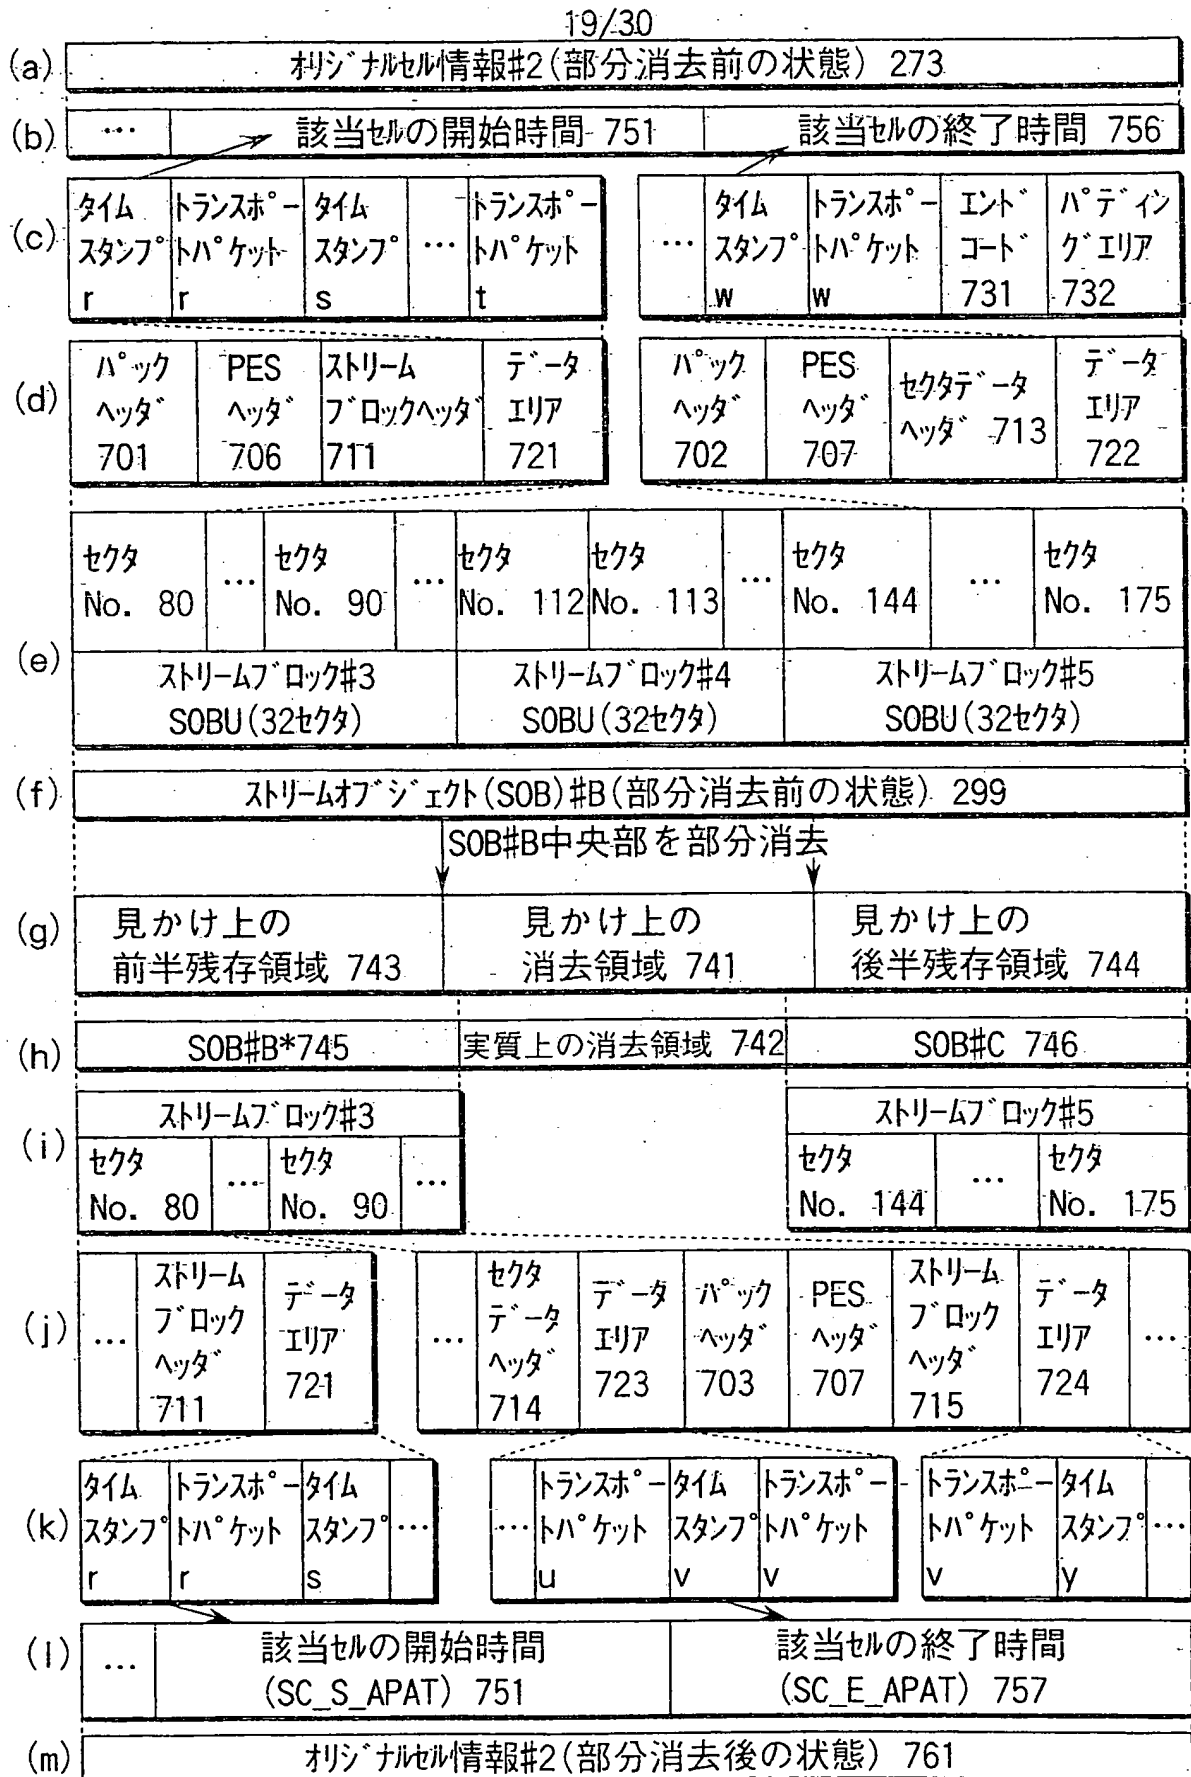 19/30
(a) オリジナルセル情報#2(部分消去前の状態) 273
(b) … 該当セルの開始時間 751 該当セルの終了時間 756
(c)
タイム トランスポー タイム … トランスポー
スタンプ トパケット スタンプ トパケット
r r s t
… タイム トランスポー エンド パディン
スタンプ トパケット コード グエリア
w w 731 732
(d)
パック PES ストリーム データ
ヘッダ ヘッダ ブロックヘッダ エリア
701 706 711 721
パック PES セクタデータ データ
ヘッダ ヘッダ ヘッダ 713 エリア
702 707 722
(e)
セクタ … セクタ … セクタ セクタ … セクタ … セクタ
No. 80 No. 90 No. 112 No. 113 No. 144 No. 175
ストリームブロック#3 ストリームブロック#4 ストリームブロック#5
SOBU(32セクタ) SOBU(32セクタ) SOBU(32セクタ)
(f) ストリームオブジェクト(SOB)#B(部分消去前の状態) 299
SOB#B中央部を部分消去
(g)
見かけ上の 見かけ上の 見かけ上の
前半残存領域 743 消去領域 741 後半残存領域 744
(h) SOB#B*745 実質上の消去領域 742 SOB#C 746
(i)
ストリームブロック#3 ストリームブロック#5
セクタ … セクタ … セクタ … セクタ
No. 80 No. 90 No. 144 No. 175
(j)
… ストリーム データ
ブロック エリア
ヘッダ 721
711
… セクタ データ パック PES ストリーム データ …
データ エリア ヘッダ ヘッダ ブロック エリア
ヘッダ 723 703 707 ヘッダ 724
714 715
(k)
タイム トランスポー タイム …
スタンプ トパケット スタンプ
r r s
… トランスポー タイム トランスポー
トパケット スタンプ トパケット
u v v
トランスポー タイム …
トパケット スタンプ
v y
(l)
… 該当セルの開始時間 該当セルの終了時間
(SC_S_APAT) 751 (SC_E_APAT) 757
(m) オリジナルセル情報#2(部分消去後の状態) 761